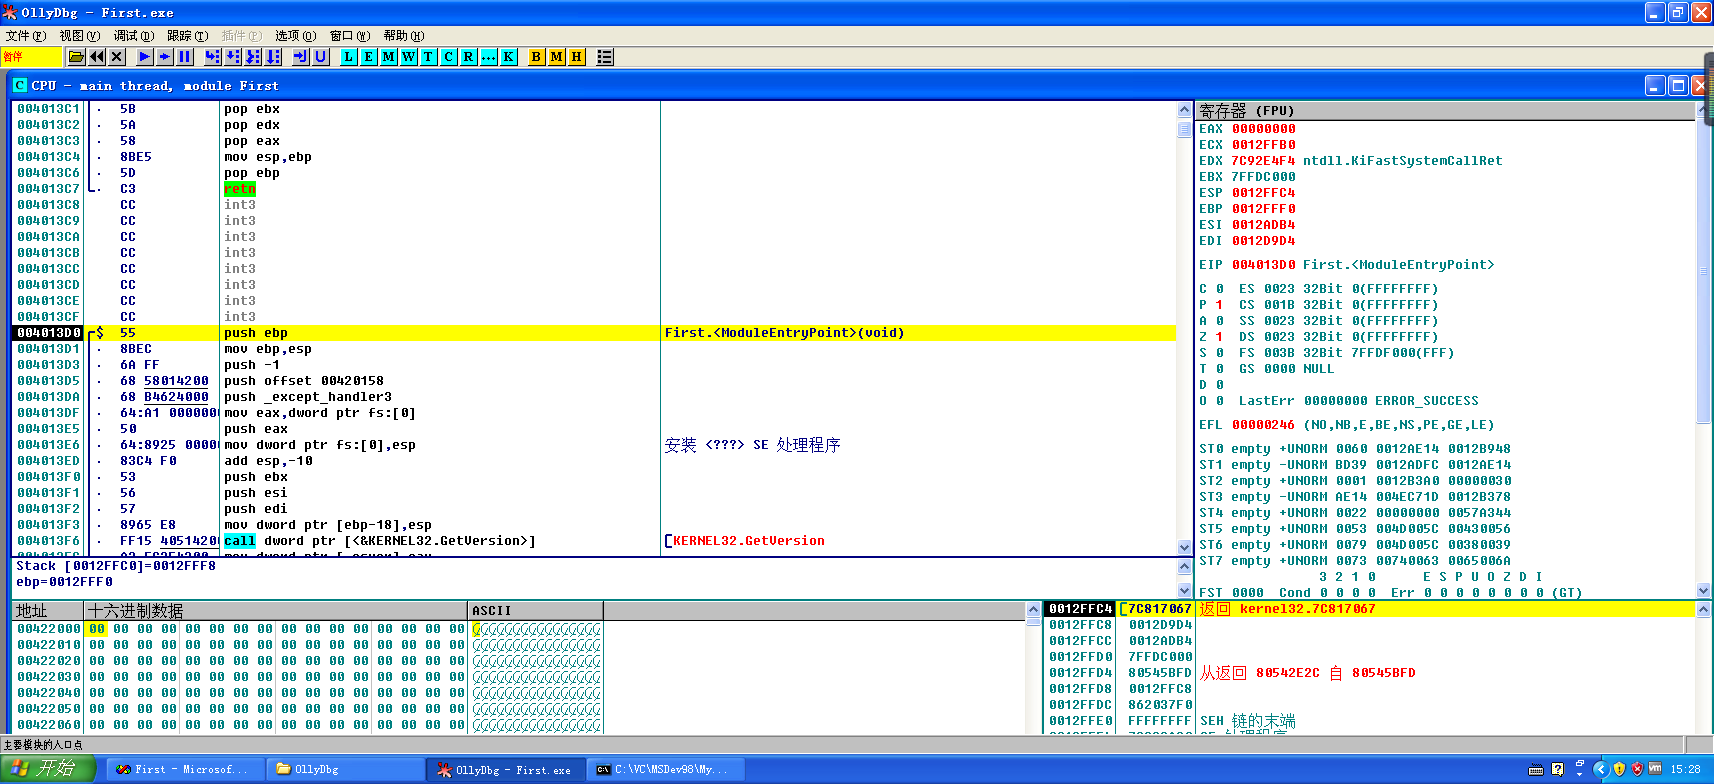 OllyDbg - First.exe
文件(F) 视图(V) 调试(D) 跟踪(T) 插件(P) 选项(O) 窗口(W) 帮助(H)
暂停 L E M W T C R ... K B M H
C CPU - main thread, module First
004013C1 . 5B pop ebx
004013C2 . 5A pop edx
004013C3 . 58 pop eax
004013C4 . 8BE5 mov esp,ebp
004013C6 . 5D pop ebp
004013C7 . C3 retn
004013C8 CC int3
004013C9 CC int3
004013CA CC int3
004013CB CC int3
004013CC CC int3
004013CD CC int3
004013CE CC int3
004013CF CC int3
004013D0 $ 55 push ebp First.<ModuleEntryPoint>(void)
004013D1 . 8BEC mov ebp,esp
004013D3 . 6A FF push -1
004013D5 . 68 58014200 push offset 00420158
004013DA . 68 B4624000 push _except_handler3
004013DF . 64:A1 0000000 mov eax,dword ptr fs:[0]
004013E5 . 50 push eax
004013E6 . 64:8925 00000 mov dword ptr fs:[0],esp 安装 <???> SE 处理程序
004013ED . 83C4 F0 add esp,-10
004013F0 . 53 push ebx
004013F1 . 56 push esi
004013F2 . 57 push edi
004013F3 . 8965 E8 mov dword ptr [ebp-18],esp
004013F6 . FF15 40514200 call dword ptr [<&KERNEL32.GetVersion>] [KERNEL32.GetVersion
Stack [0012FFC0]=0012FFF8
ebp=0012FFF0
寄存器 (FPU)
EAX 00000000
ECX 0012FFB0
EDX 7C92E4F4 ntdll.KiFastSystemCallRet
EBX 7FFDC000
ESP 0012FFC4
EBP 0012FFF0
ESI 0012ADB4
EDI 0012D9D4
EIP 004013D0 First.<ModuleEntryPoint>
C 0 ES 0023 32Bit 0(FFFFFFFF)
P 1 CS 001B 32Bit 0(FFFFFFFF)
A 0 SS 0023 32Bit 0(FFFFFFFF)
Z 1 DS 0023 32Bit 0(FFFFFFFF)
S 0 FS 003B 32Bit 7FFDF000(FFF)
T 0 GS 0000 NULL
D 0
O 0 LastErr 00000000 ERROR_SUCCESS
EFL 00000246 (NO,NB,E,BE,NS,PE,GE,LE)
ST0 empty +UNORM 0060 0012AE14 0012B948
ST1 empty -UNORM BD39 0012ADFC 0012AE14
ST2 empty +UNORM 0001 0012B3A0 00000030
ST3 empty -UNORM AE14 004EC71D 0012B378
ST4 empty +UNORM 0022 00000000 0057A344
ST5 empty +UNORM 0053 004D005C 00430056
ST6 empty +UNORM 0079 004D005C 00380039
ST7 empty +UNORM 0073 00740063 0065006A
3 2 1 0 E S P U O Z D I
FST 0000 Cond 0 0 0 0 Err 0 0 0 0 0 0 0 0 (GT)
地址 十六进制数据 ASCII
00422000 00 00 00 00 00 00 00 00 00 00 00 00 00 00 00 00 @@@@@@@@@@@@@@@@
00422010 00 00 00 00 00 00 00 00 00 00 00 00 00 00 00 00 @@@@@@@@@@@@@@@@
00422020 00 00 00 00 00 00 00 00 00 00 00 00 00 00 00 00 @@@@@@@@@@@@@@@@
00422030 00 00 00 00 00 00 00 00 00 00 00 00 00 00 00 00 @@@@@@@@@@@@@@@@
00422040 00 00 00 00 00 00 00 00 00 00 00 00 00 00 00 00 @@@@@@@@@@@@@@@@
00422050 00 00 00 00 00 00 00 00 00 00 00 00 00 00 00 00 @@@@@@@@@@@@@@@@
00422060 00 00 00 00 00 00 00 00 00 00 00 00 00 00 00 00 @@@@@@@@@@@@@@@@
0012FFC4 [7C817067 返回 kernel32.7C817067
0012FFC8 0012D9D4
0012FFCC 0012ADB4
0012FFD0 7FFDC000
0012FFD4 80545BFD 从返回 80542E2C 自 80545BFD
0012FFD8 0012FFC8
0012FFDC 862037F0
0012FFE0 FFFFFFFF SEH 链的末端
主要模块的入口点
开始 First - Microsof... OllyDbg OllyDbg - First.exe C:\VC\MSDev98\My... 15:28